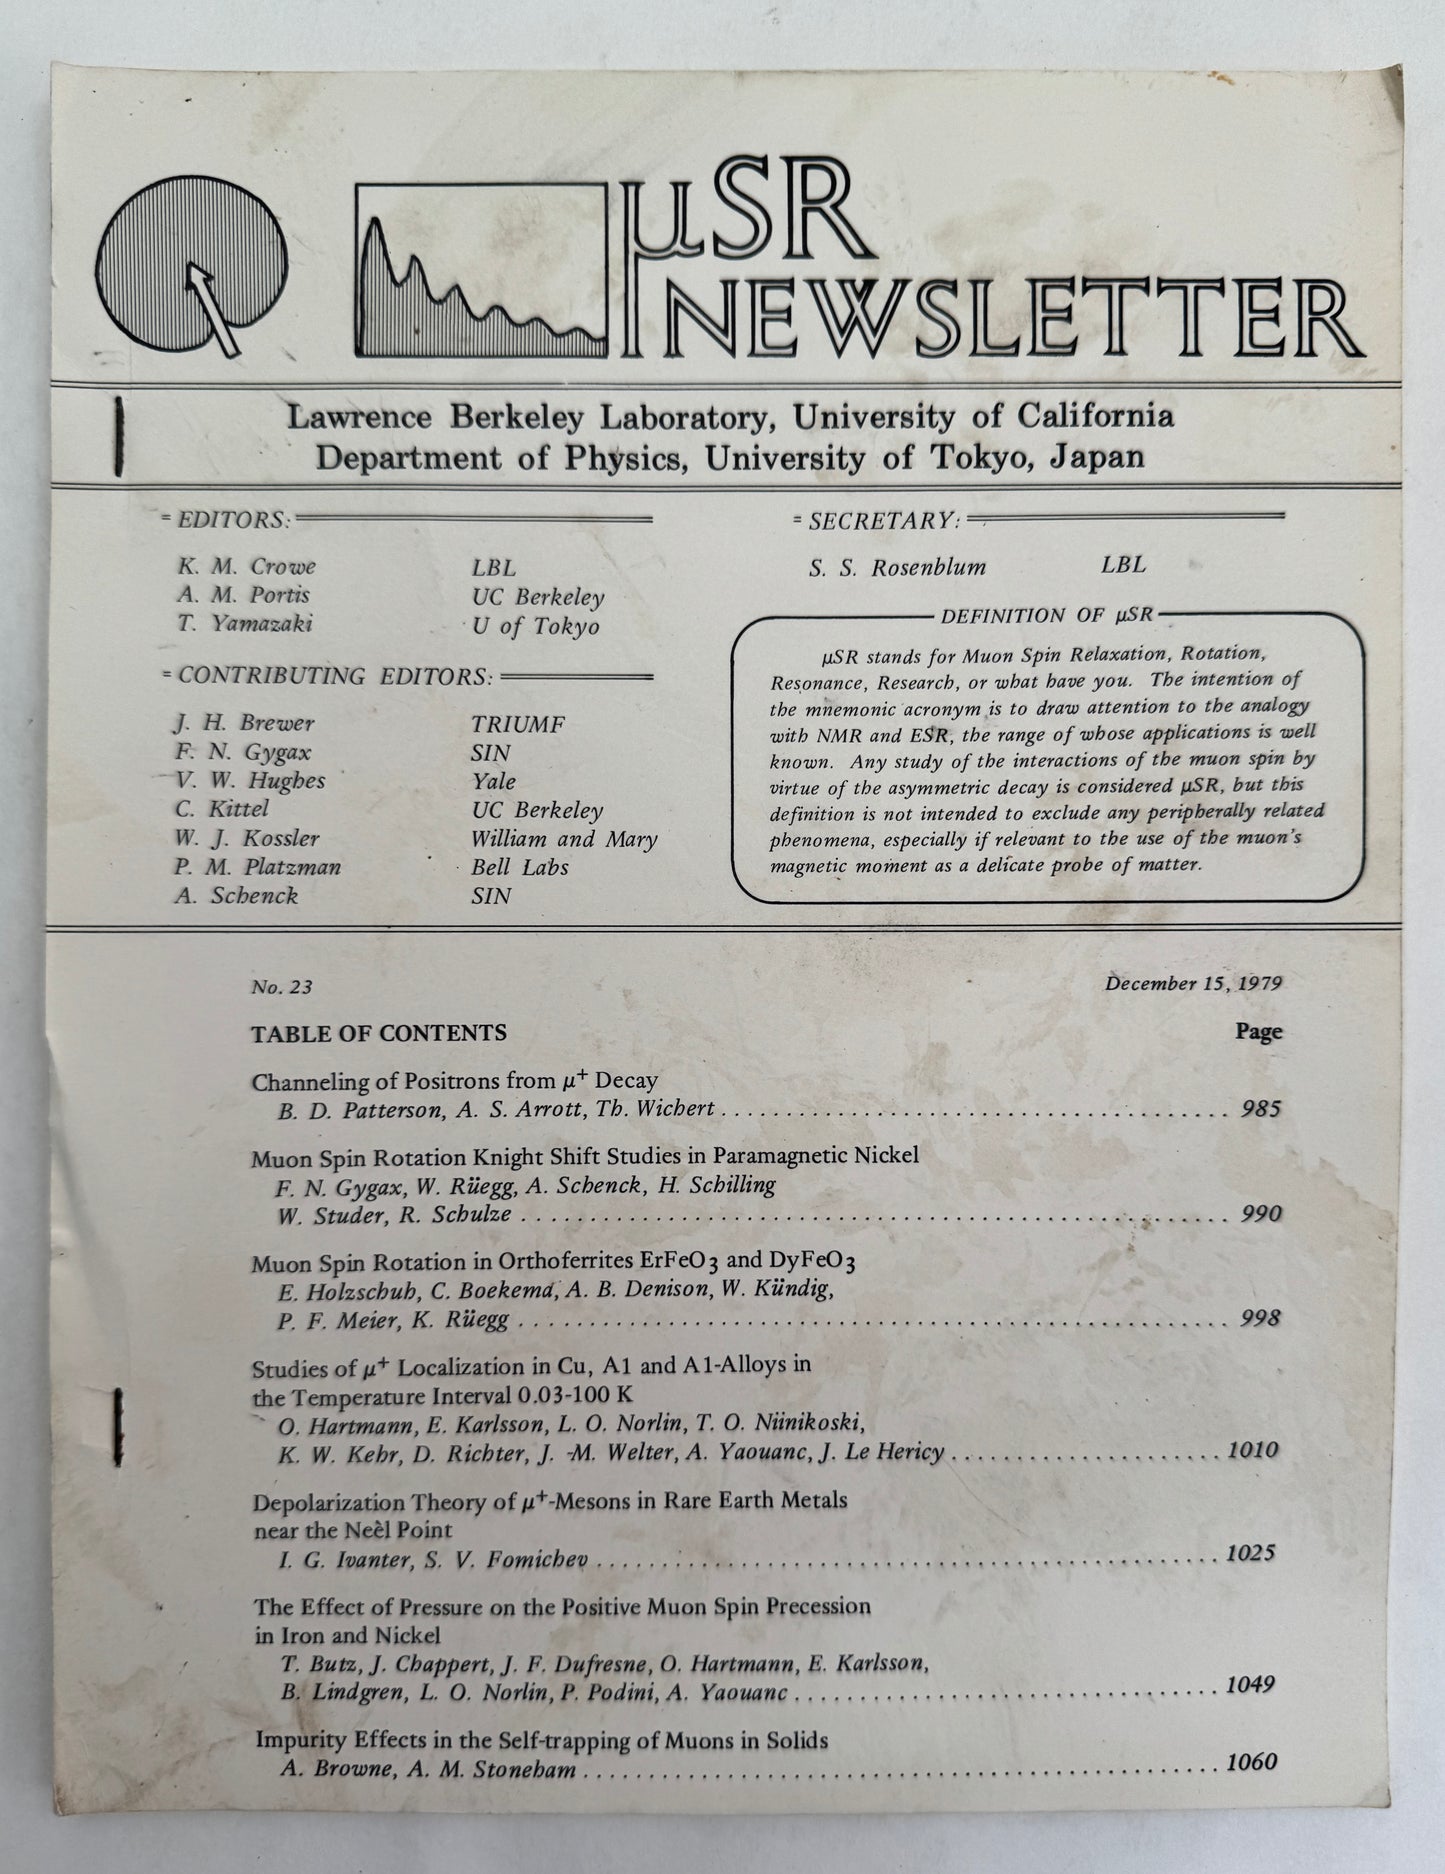 µSR
NEWSLETTER
Lawrence Berkeley Laboratory, University of California
Department of Physics, University of Tokyo, Japan
EDITORS:
K. M. Crowe LBL
A. M. Portis UC Berkeley
T. Yamazaki U of Tokyo
CONTRIBUTING EDITORS:
J. H. Brewer TRIUMF
F. N. Gygax SIN
V. W. Hughes Yale
C. Kittel UC Berkeley
W. J. Kossler William and Mary
P. M. Platzman Bell Labs
A. Schenck SIN
SECRETARY:
S. S. Rosenblum LBL
DEFINITION OF µSR
µSR stands for Muon Spin Relaxation, Rotation,
Resonance, Research, or what have you. The intention of
the mnemonic acronym is to draw attention to the analogy
with NMR and ESR, the range of whose applications is well
known. Any study of the interactions of the muon spin by
virtue of the asymmetric decay is considered µSR, but this
definition is not intended to exclude any peripherally related
phenomena, especially if relevant to the use of the muon's
magnetic moment as a delicate probe of matter.
No. 23 December 15, 1979
TABLE OF CONTENTS Page
Channeling of Positrons from µ⁺ Decay
B. D. Patterson, A. S. Arrott, Th. Wichert . . . . . . . . . . . . . . . . . . . . 985
Muon Spin Rotation Knight Shift Studies in Paramagnetic Nickel
F. N. Gygax, W. Rüegg, A. Schenck, H. Schilling
W. Studer, R. Schulze . . . . . . . . . . . . . . . . . . . . 990
Muon Spin Rotation in Orthoferrites ErFeO₃ and DyFeO₃
E. Holzschuh, C. Boekema, A. B. Denison, W. Kündig,
P. F. Meier, K. Rüegg . . . . . . . . . . . . . . . . . . . . 998
Studies of µ⁺ Localization in Cu, A1 and A1-Alloys in
the Temperature Interval 0.03-100 K
O. Hartmann, E. Karlsson, L. O. Norlin, T. O. Niinikoski,
K. W. Kehr, D. Richter, J. -M. Welter, A. Yaouanc, J. Le Hericy . . . . . . . . . . . . . . . . . . . . 1010
Depolarization Theory of µ⁺-Mesons in Rare Earth Metals
near the Neèl Point
I. G. Ivanter, S. V. Fomichev . . . . . . . . . . . . . . . . . . . . 1025
The Effect of Pressure on the Positive Muon Spin Precession
in Iron and Nickel
T. Butz, J. Chappert, J. F. Dufresne, O. Hartmann, E. Karlsson,
B. Lindgren, L. O. Norlin, P. Podini, A. Yaouanc . . . . . . . . . . . . . . . . . . . . 1049
Impurity Effects in the Self-trapping of Muons in Solids
A. Browne, A. M. Stoneham . . . . . . . . . . . . . . . . . . . . 1060